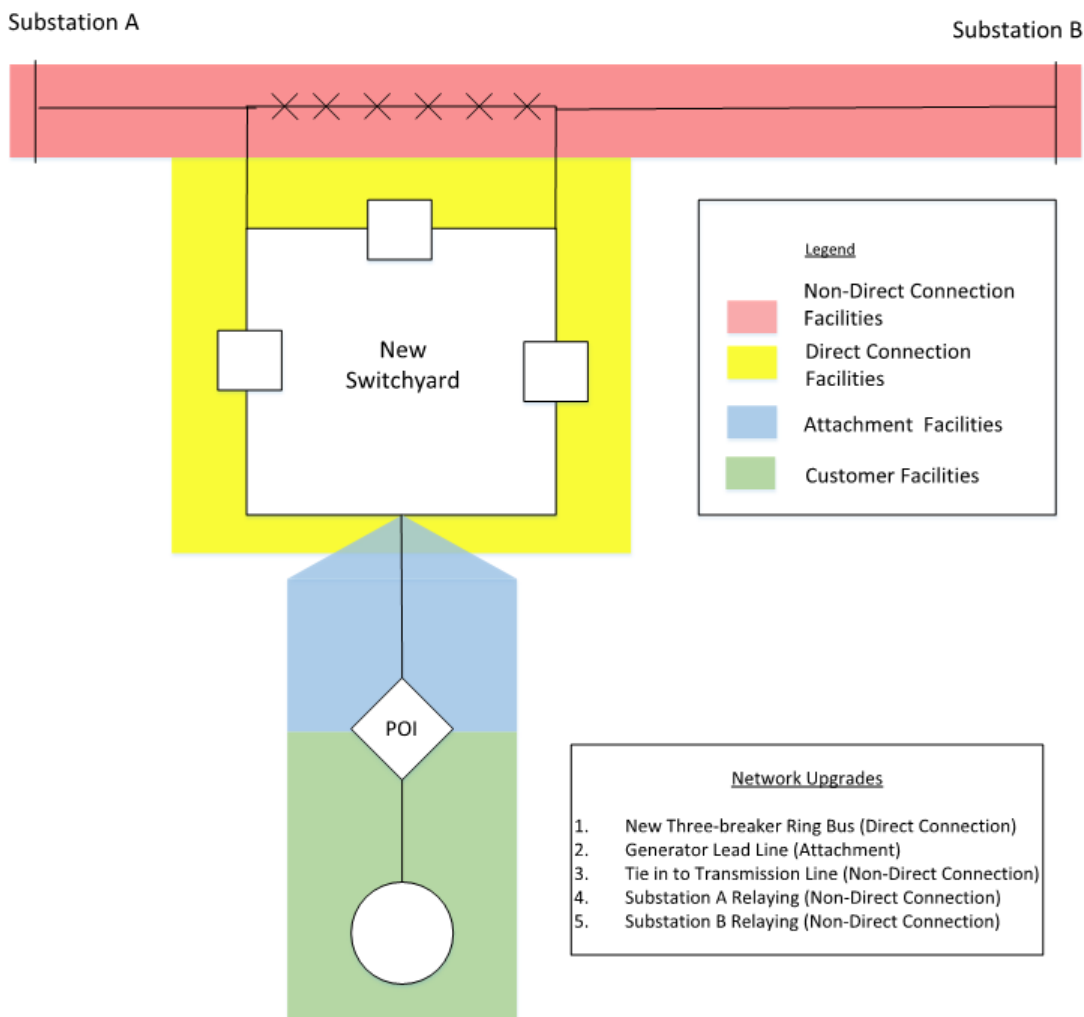 Substation A
Substation B
Legend
Non-Direct Connection
Facilities
Direct Connection
Facilities
Attachment Facilities
Customer Facilities
New
Switchyard
POI
Network Upgrades
1. New Three-breaker Ring Bus (Direct Connection)
2. Generator Lead Line (Attachment)
3. Tie in to Transmission Line (Non-Direct Connection)
4. Substation A Relaying (Non-Direct Connection)
5. Substation B Relaying (Non-Direct Connection)